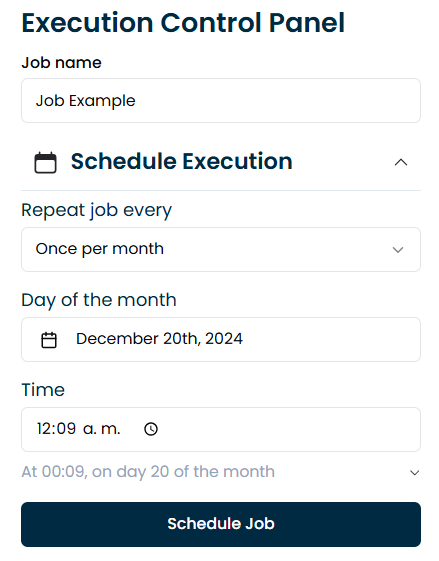 Execution Control Panel
Job name
Job Example
Schedule Execution
Repeat job every
Once per month
Day of the month
December 20th, 2024
Time
12:09 a. m.
At 00:09, on day 20 of the month
Schedule Job